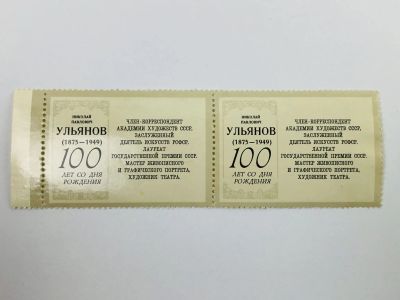 НИКОЛАЙ
ПАВЛОВИЧ
УЛЬЯНОВ
(1875—1949)
100
ЛЕТ СО ДНЯ
РОЖДЕНИЯ
ЧЛЕН-КОРРЕСПОНДЕНТ
АКАДЕМИИ ХУДОЖЕСТВ СССР.
ЗАСЛУЖЕННЫЙ
ДЕЯТЕЛЬ ИСКУССТВ РСФСР.
ЛАУРЕАТ
ГОСУДАРСТВЕННОЙ ПРЕМИИ СССР.
МАСТЕР ЖИВОПИСНОГО
И ГРАФИЧЕСКОГО ПОРТРЕТА,
ХУДОЖНИК ТЕАТРА.
НИКОЛАЙ
ПАВЛОВИЧ
УЛЬЯНОВ
(1875—1949)
100
ЛЕТ СО ДНЯ
РОЖДЕНИЯ
ЧЛЕН-КОРРЕСПОНДЕНТ
АКАДЕМИИ ХУДОЖЕСТВ СССР.
ЗАСЛУЖЕННЫЙ
ДЕЯТЕЛЬ ИСКУССТВ РСФСР.
ЛАУРЕАТ
ГОСУДАРСТВЕННОЙ ПРЕМИИ СССР.
МАСТЕР ЖИВОПИСНОГО
И ГРАФИЧЕСКОГО ПОРТРЕТА,
ХУДОЖНИК ТЕАТРА.